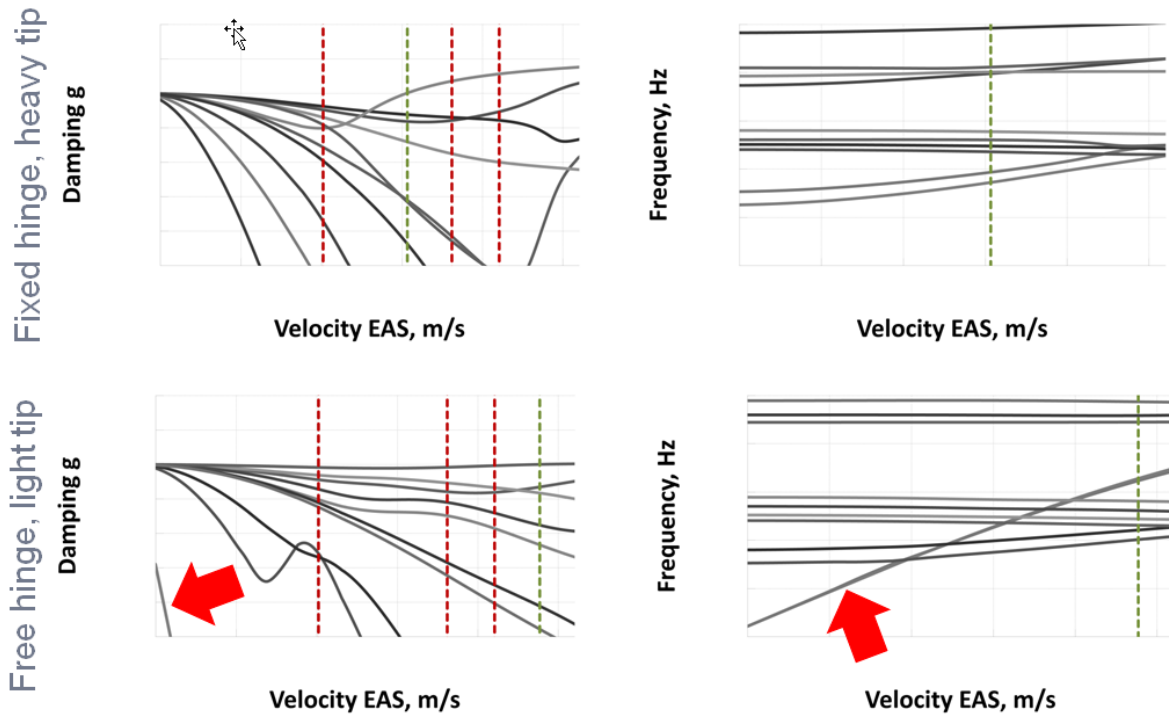 Fixed hinge, heavy tip
Damping g
Velocity EAS, m/s
Frequency, Hz
Velocity EAS, m/s
Free hinge, light tip
Damping g
Velocity EAS, m/s
Frequency, Hz
Velocity EAS, m/s